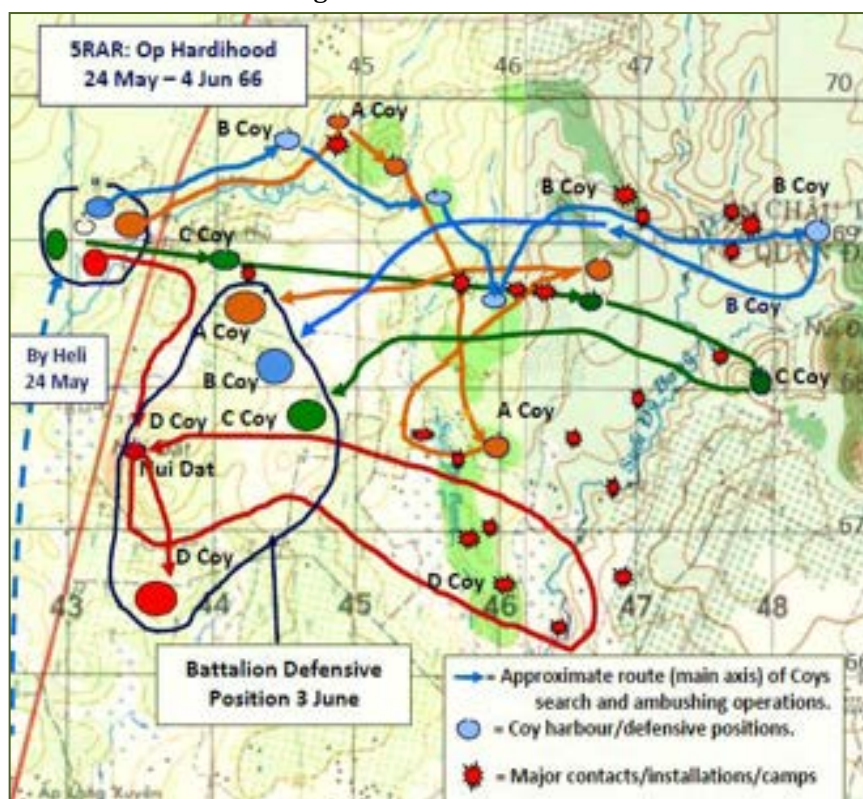 5RAR: Op Hardihood
24 May – 4 Jun 66
45
46
47
70
A Coy
B Coy
B Coy
B Coy
69
C Coy
B Coy
By Heli
24 May
A Coy
B Coy
C Coy
C Coy
D Coy
A Coy
Nui Dat
67
D Coy
D Coy
43
44
45
46
47
48
Battalion Defensive
Position 3 June
= Approximate route (main axis) of Coys
search and ambushing operations.
= Coy harbour/defensive positions.
= Major contacts/installations/camps